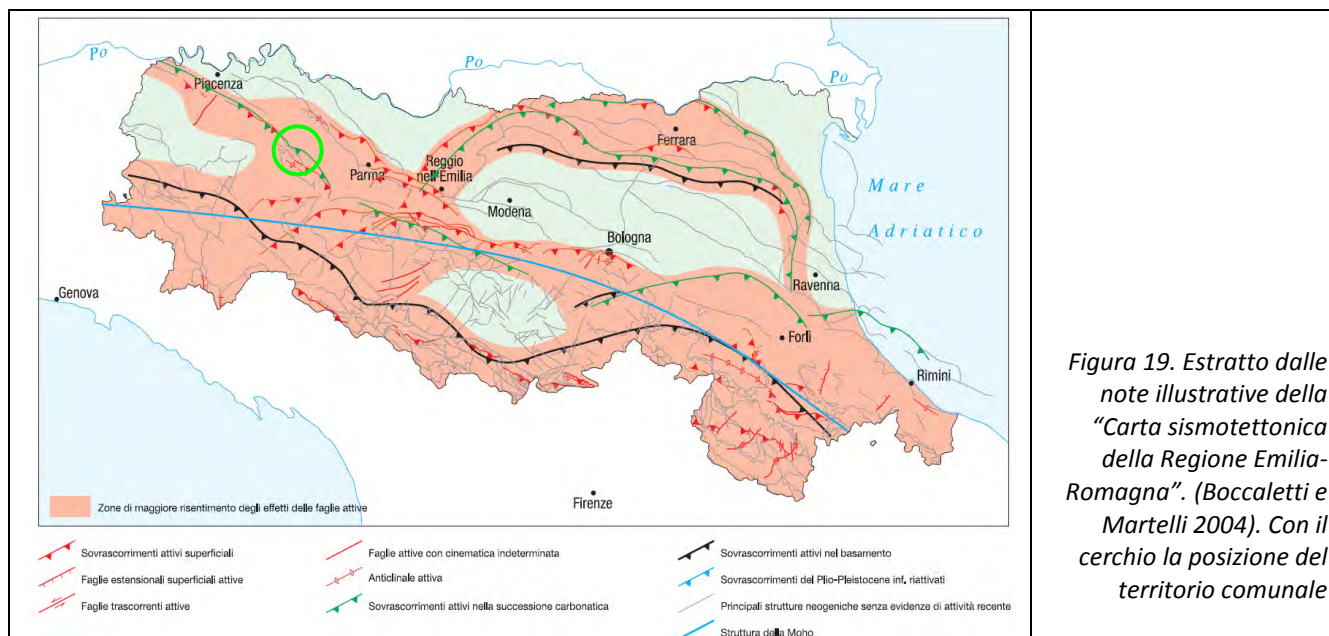 Po
Po
Po
Piacenza
Ferrara
Parma
Reggio
nell'Emilia
Modena
Mare
Adriatico
Bologna
Ravenna
Genova
Forlì
Rimini
Firenze
Zone di maggiore risentimento degli effetti delle faglie attive
Sovrascorrimenti attivi superficiali
Faglie estensionali superficiali attive
Faglie trascorrenti attive
Faglie attive con cinematica indeterminata
Anticlinale attiva
Sovrascorrimenti attivi nella successione carbonatica
Sovrascorrimenti attivi nel basamento
Sovrascorrimenti del Plio-Pleistocene inf. riattivati
Principali strutture neogeniche senza evidenze di attività recente
Struttura della Moho
Figura 19. Estratto dalle
note illustrative della
“Carta sismotettonica
della Regione Emilia-
Romagna”. (Boccaletti e
Martelli 2004). Con il
cerchio la posizione del
territorio comunale